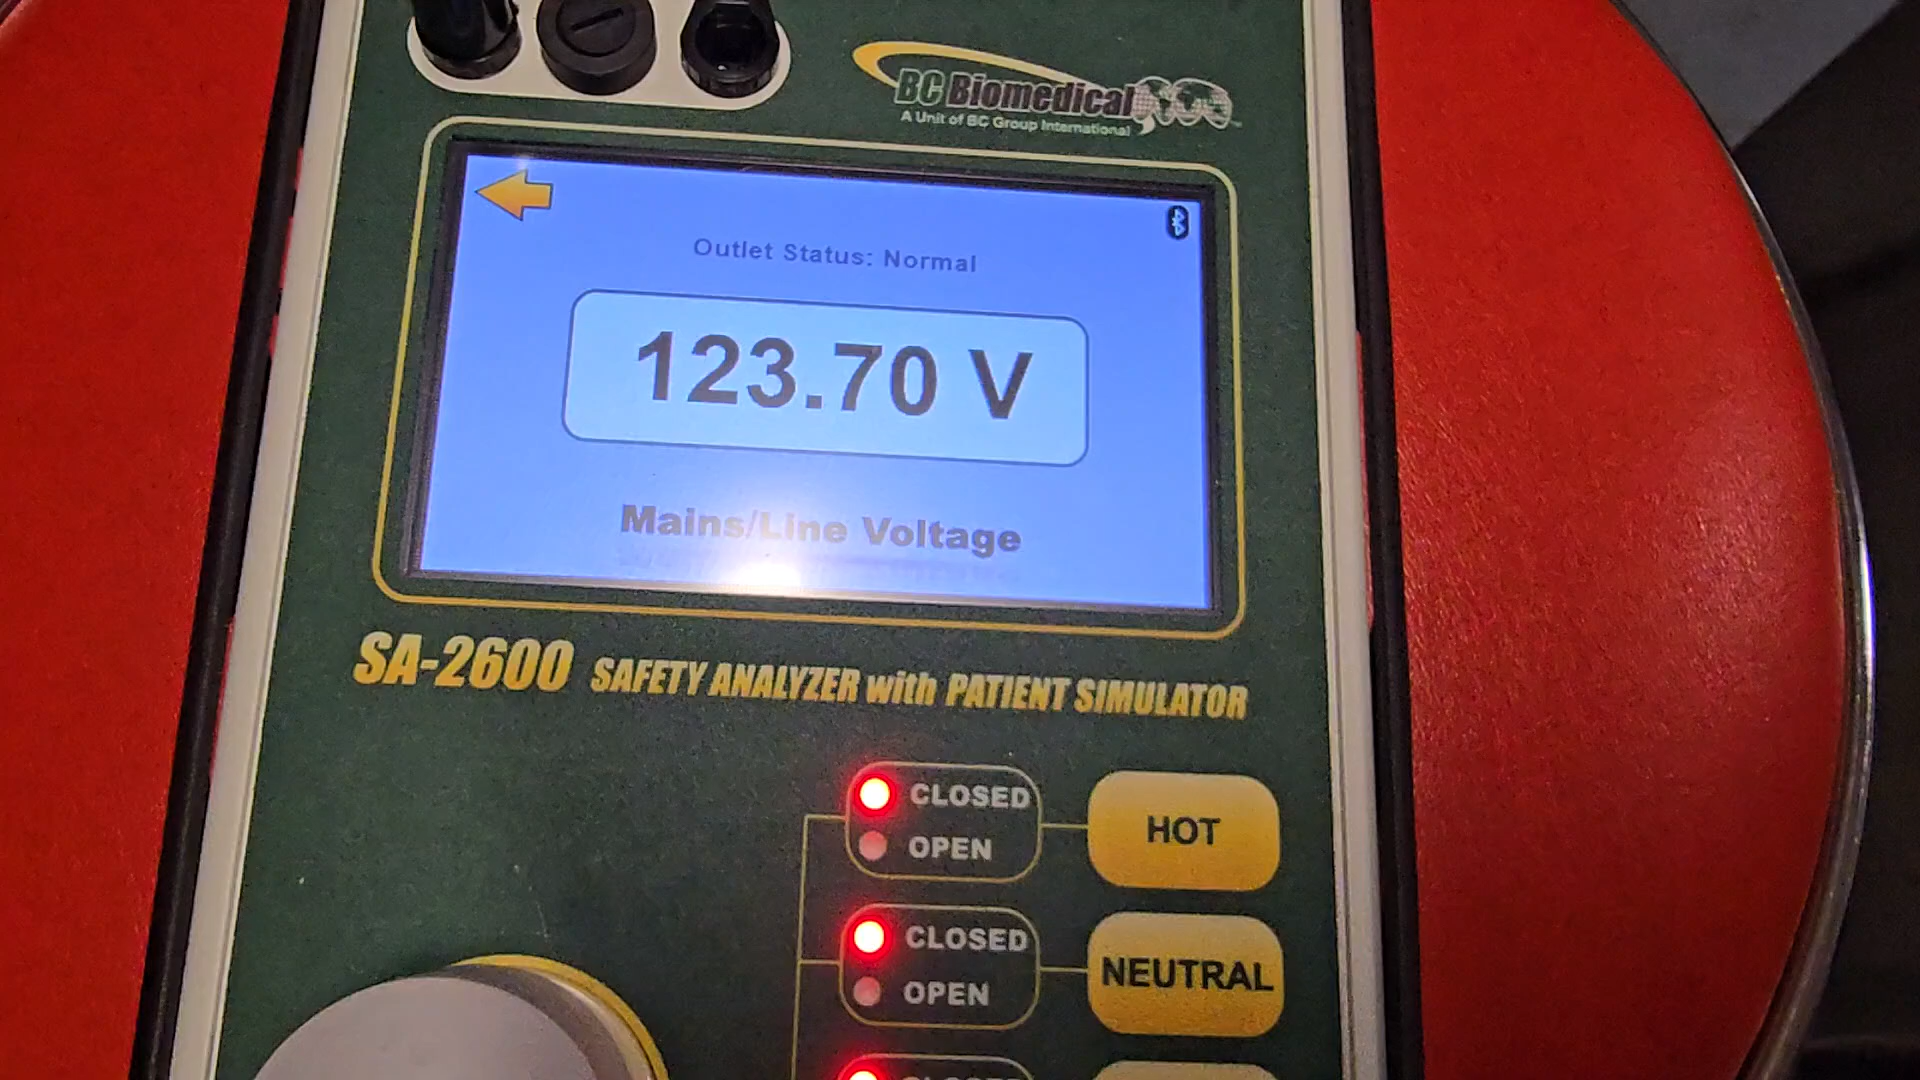 BC Biomedical
A Unit of BC Group International
Outlet Status: Normal
123.70 V
Mains/Line Voltage
SA-2600 SAFETY ANALYZER with PATIENT SIMULATOR
CLOSED
OPEN
HOT
CLOSED
OPEN
NEUTRAL
CLOSED